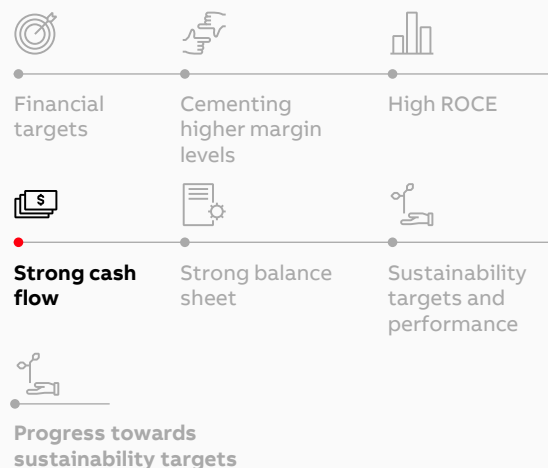 Financial
targets
Cementing
higher margin
levels
High ROCE
$
Strong cash
flow
Strong balance
sheet
Sustainability
targets and
performance
Progress towards
sustainability targets